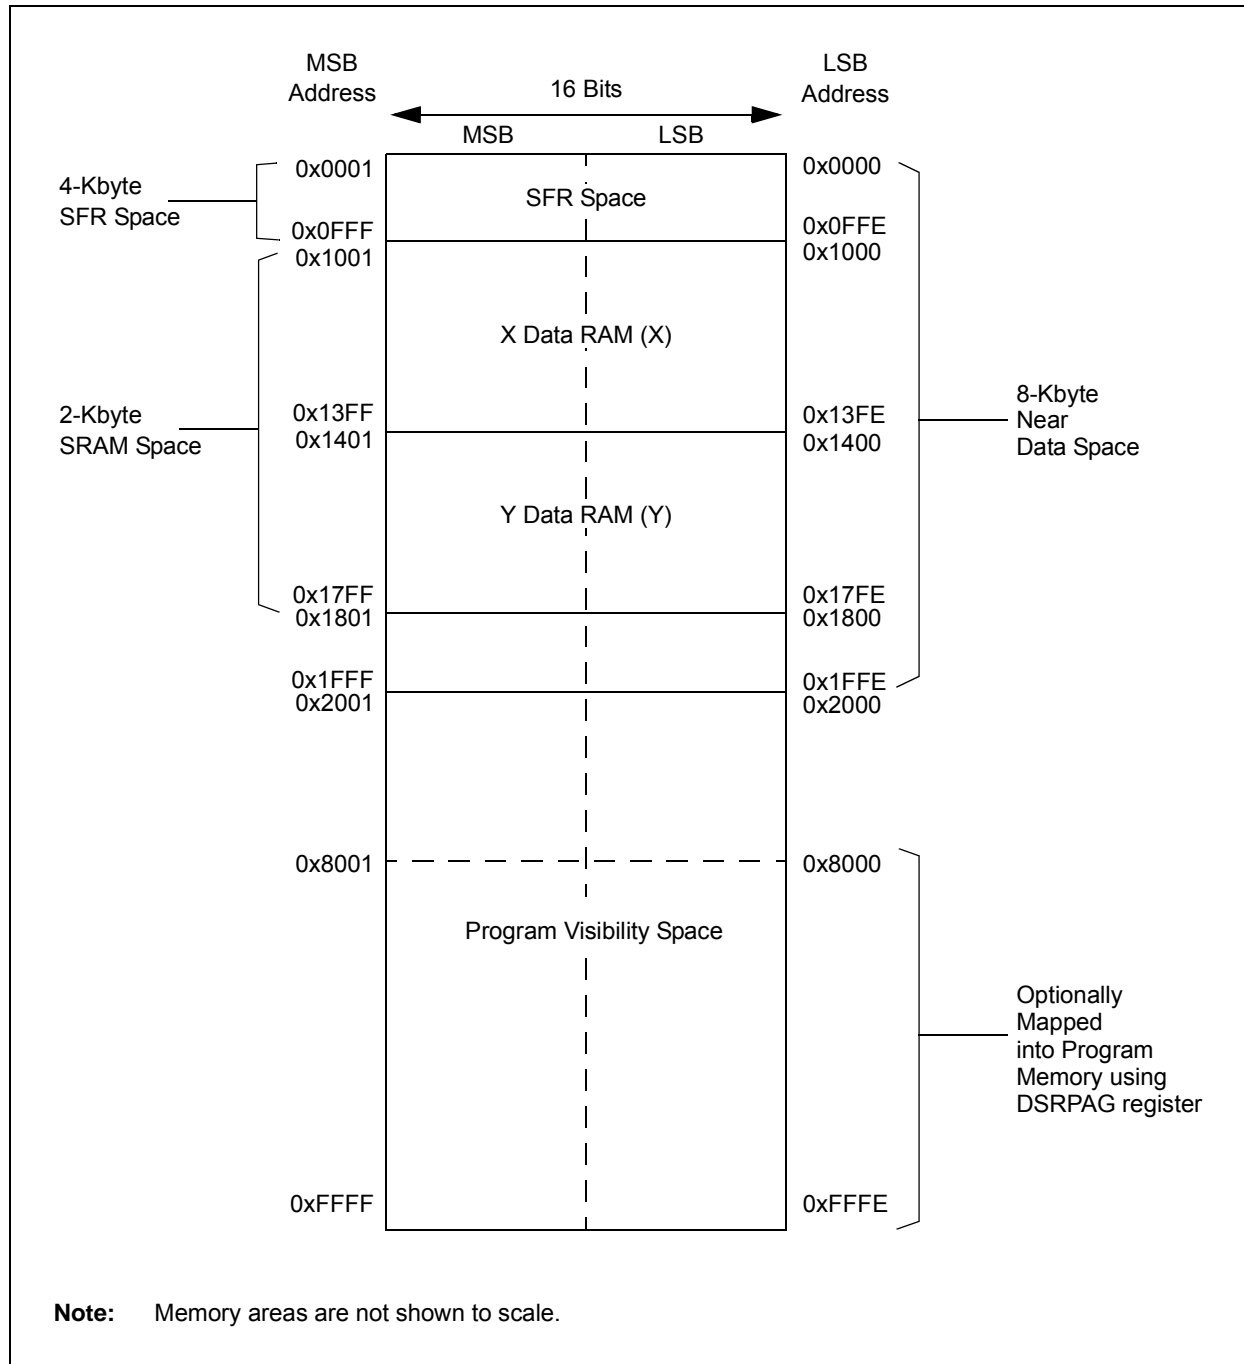 MSB
Address
16 Bits
LSB
Address
MSB
LSB
0x0001
0x0000
4-Kbyte
SFR Space
SFR Space
0x0FFF
0x0FFE
0x1001
0x1000
X Data RAM (X)
2-Kbyte
SRAM Space
0x13FF
0x13FE
0x1401
0x1400
8-Kbyte
Near
Data Space
Y Data RAM (Y)
0x17FF
0x17FE
0x1801
0x1800
0x1FFF
0x1FFE
0x2001
0x2000
0x8001
0x8000
Program Visibility Space
Optionally
Mapped
into Program
Memory using
DSRPAG register
0xFFFF
0xFFFE
Note: Memory areas are not shown to scale.